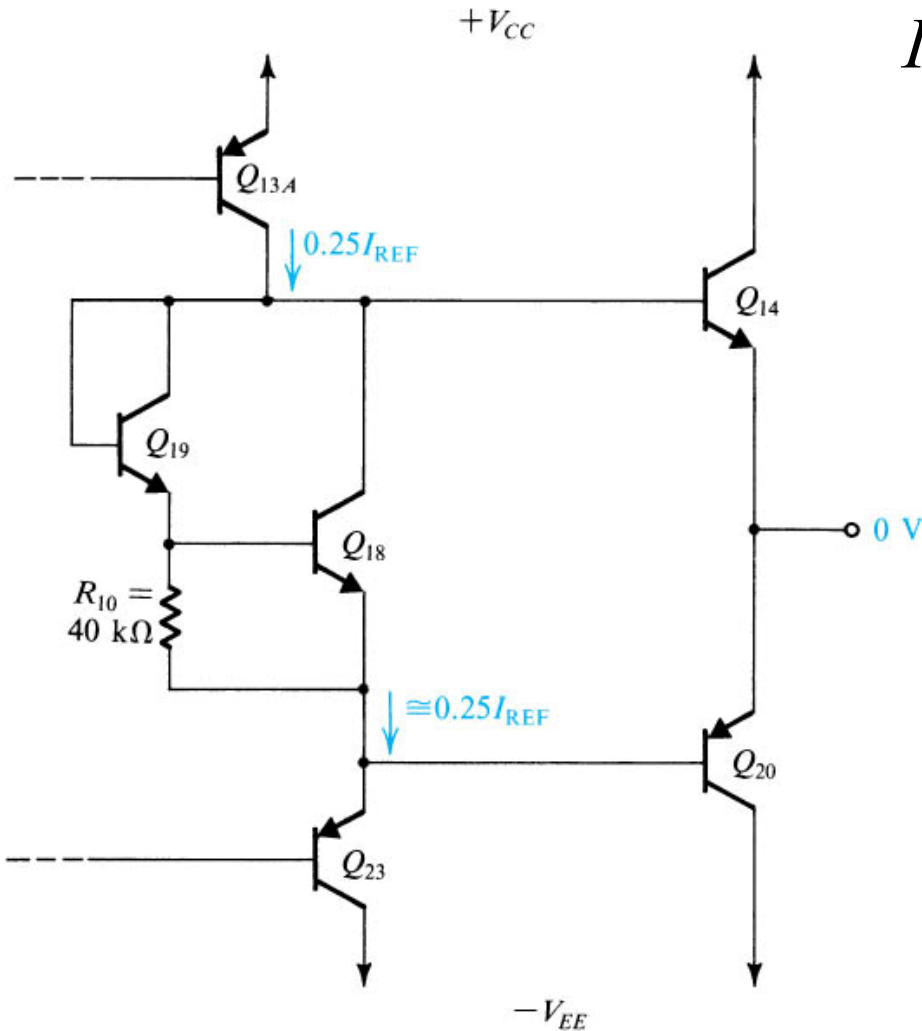 +V_CC
I
Q_13A
0.25I_REF
Q_14
Q_19
Q_18
0 V
R_10 =
40 kΩ
≅0.25I_REF
Q_20
Q_23
−V_EE